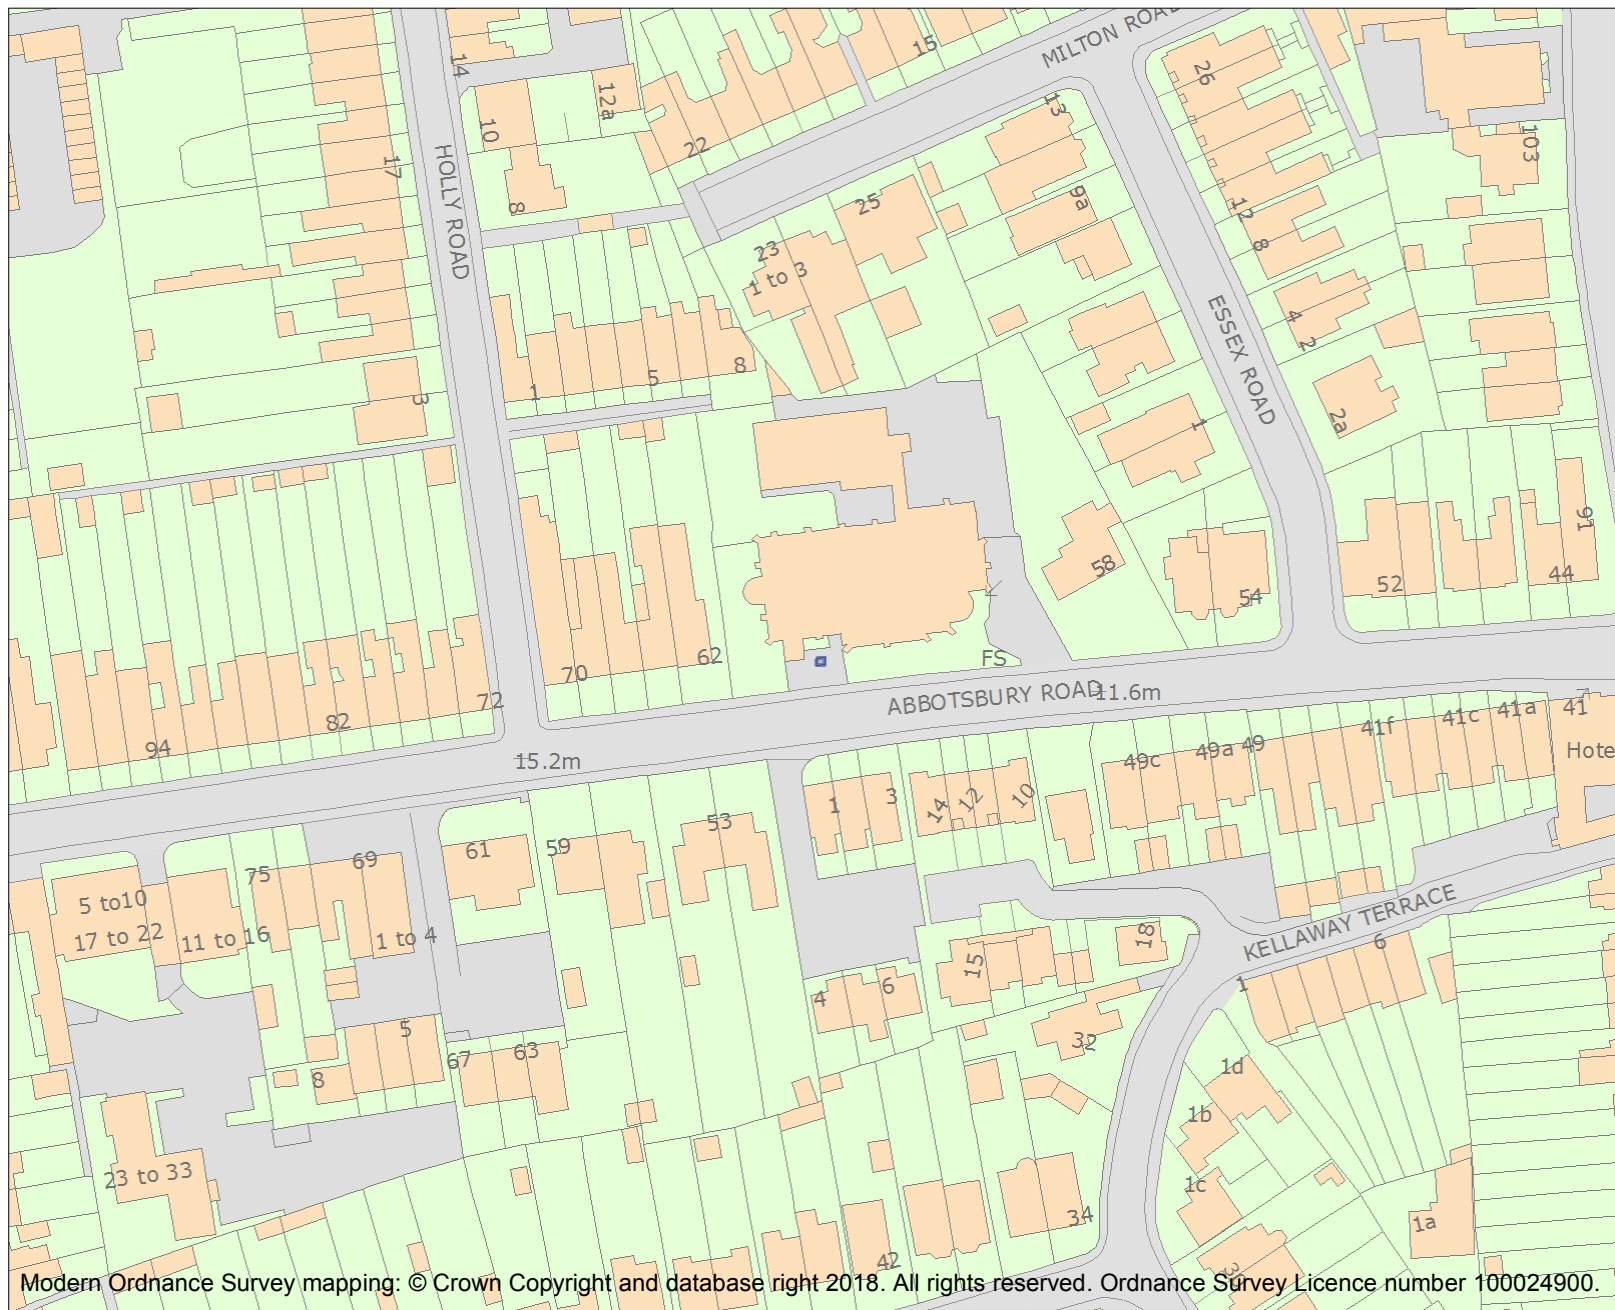 MILTON ROAD
15
14
26
12a
13
10
103
22
17
HOLLY ROAD
9a
25
8
12
8
23
1 to 3
ESSEX ROAD
4
2
8
5
1
3
1
2a
91
58
44
52
54
62
FS
70
ABBOTSBURY ROAD
11.6m
72
82
94
15.2m
41
41a
41c
41f
49
49a
49c
Hote
1
3
14
12
10
53
59
61
69
75
5 to10
17 to 22
11 to 16
1 to 4
KELLAWAY TERRACE
6
18
15
1
4
6
5
67
63
32
8
1d
1b
23 to 33
1c
34
1a
42
Modern Ordnance Survey mapping: © Crown Copyright and database right 2018. All rights reserved. Ordnance Survey Licence number 100024900.